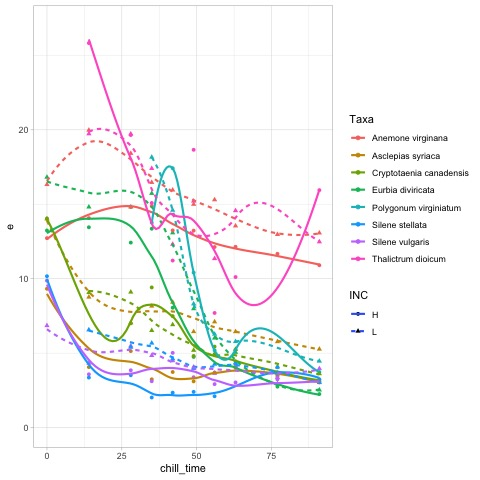 20
10
0
e
0
25
50
75
chill_time
Taxa
Anemone virginana
Asclepias syriaca
Cryptotaenia canadensis
Eurbia diviricata
Polygonum virginiatum
Silene stellata
Silene vulgaris
Thalictrum dioicum
INC
H
L